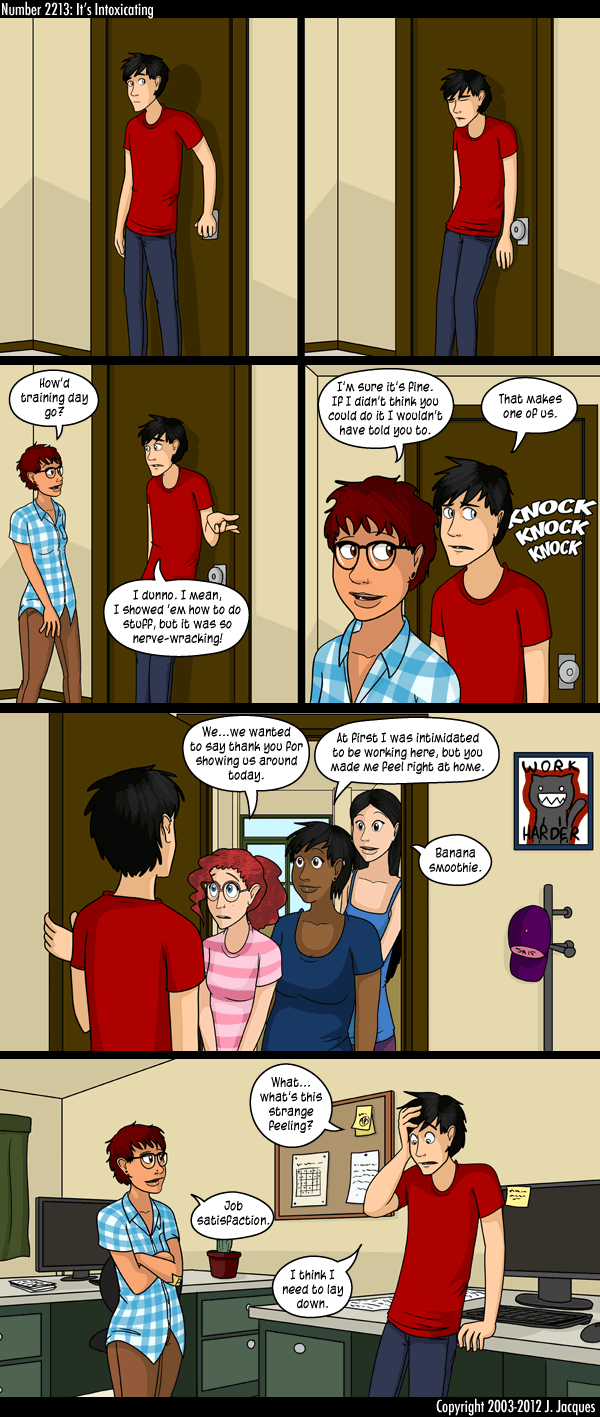 Number 2213: It's Intoxicating
How'd
training day
go?
I dunno. I mean,
I showed 'em how to do
stuff, but it was so
nerve-wracking!
I'm sure it's fine.
If I didn't think you
could do it I wouldn't
have told you to.
That makes
one of us.
KNOCK
KNOCK
KNOCK
We...we wanted
to say thank you for
showing us around
today.
At first I was intimidated
to be working here, but you
made me feel right at home.
Banana
smoothie.
WORK
HARDER
What...
what's this
strange
feeling?
Job
satisfaction.
I think I
need to lay
down.
Copyright 2003-2012 J. Jacques